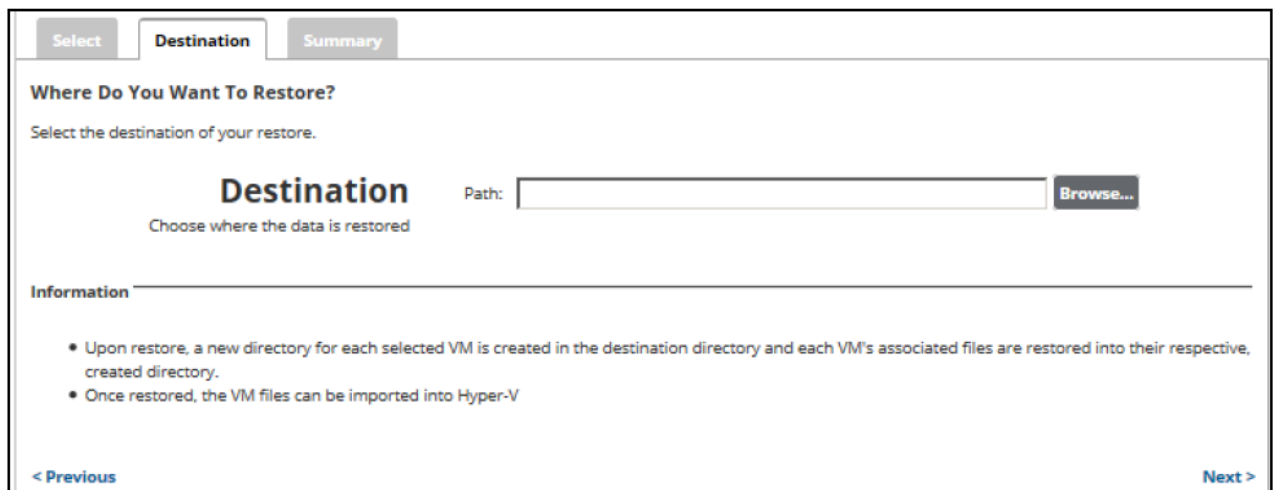 Select Destination Summary
Where Do You Want To Restore?
Select the destination of your restore.
Destination Path: Browse...
Choose where the data is restored
Information
• Upon restore, a new directory for each selected VM is created in the destination directory and each VM's associated files are restored into their respective,
created directory.
• Once restored, the VM files can be imported into Hyper-V
< Previous Next >